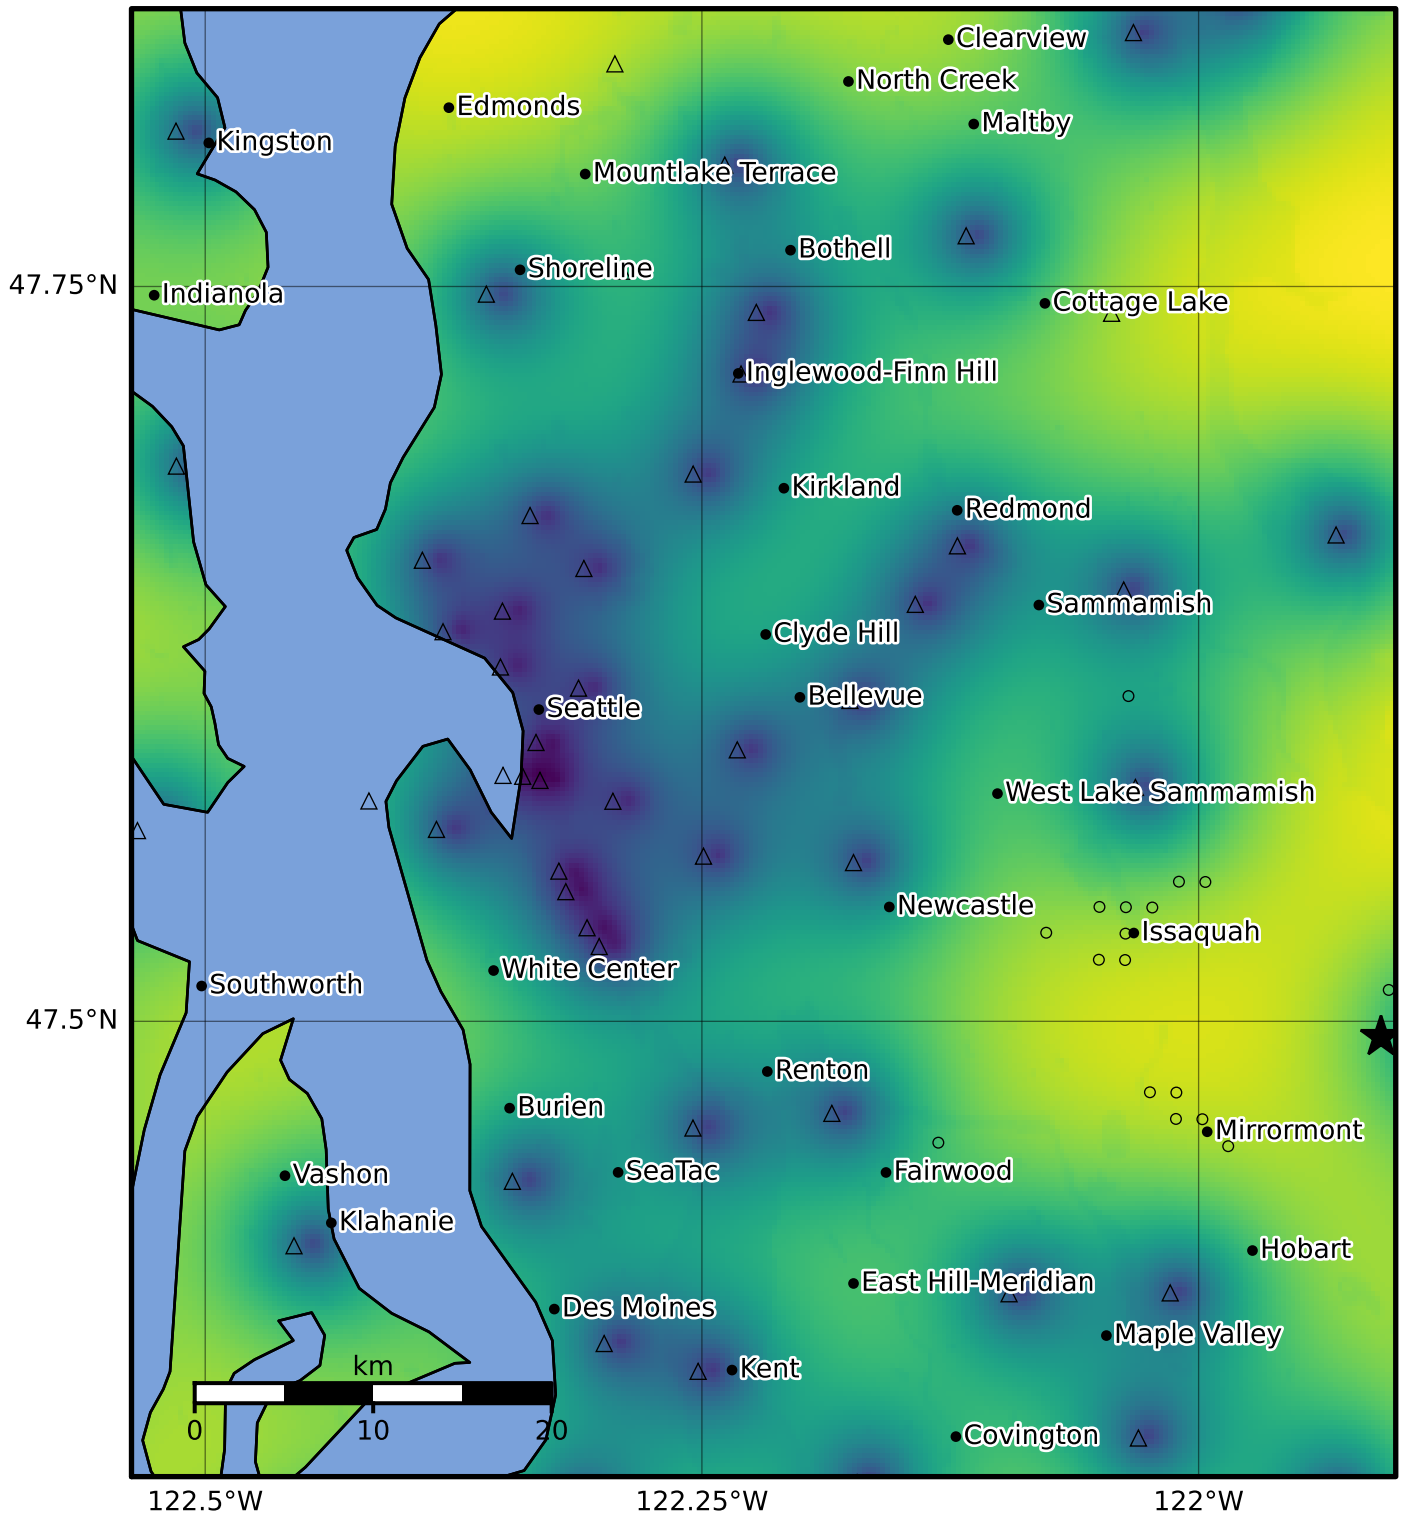 Clearview
North Creek
Edmonds
Maltby
Kingston
Mountlake Terrace
Bothell
Shoreline
47.75°N
Indianola
Cottage Lake
Inglewood-Finn Hill
Kirkland
Redmond
Sammamish
Clyde Hill
Bellevue
Seattle
West Lake Sammamish
Newcastle
Issaquah
White Center
Southworth
47.5°N
Renton
Burien
Mirrormont
SeaTac
Fairwood
Vashon
Klahanie
Hobart
East Hill-Meridian
Des Moines
Maple Valley
km
Kent
0 10 20
Covington
122.5°W 122.25°W 122°W